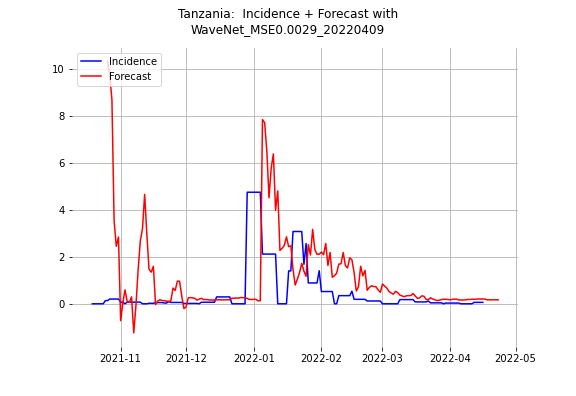 Tanzania:  Incidence + Forecast with
WaveNet_MSE0.0029_20220409
Incidence
Forecast
10
8
6
4
2
0
2021-11 2021-12 2022-01 2022-02 2022-03 2022-04 2022-05